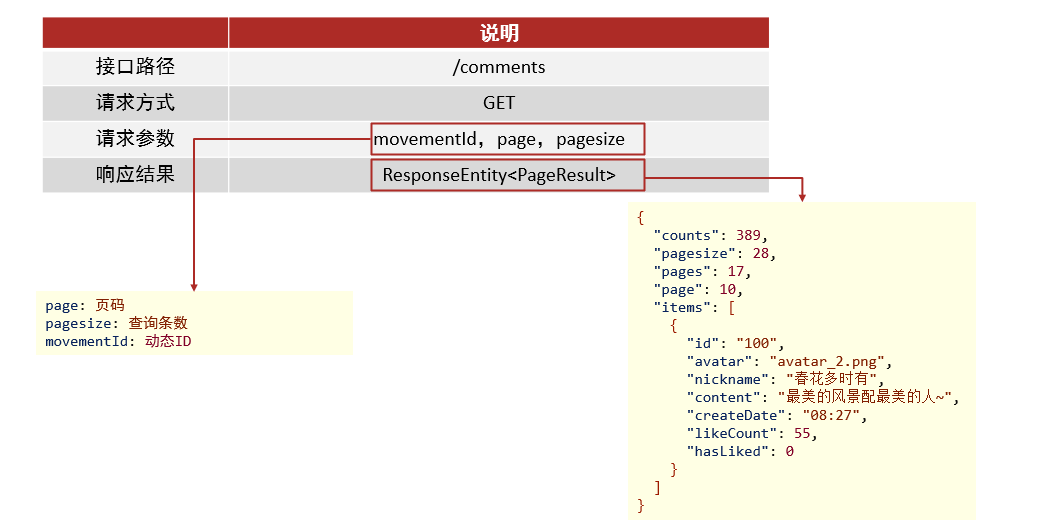 说明
接口路径 /comments
请求方式 GET
请求参数 movementId，page，pagesize
响应结果 ResponseEntity<PageResult>
page: 页码
pagesize: 查询条数
movementId: 动态ID
{
"counts": 389,
"pagesize": 28,
"pages": 17,
"page": 10,
"items": [
{
"id": "100",
"avatar": "avatar_2.png",
"nickname": "春花多时有",
"content": "最美的风景配最美的人~",
"createDate": "08:27",
"likeCount": 55,
"hasLiked": 0
}
]
}